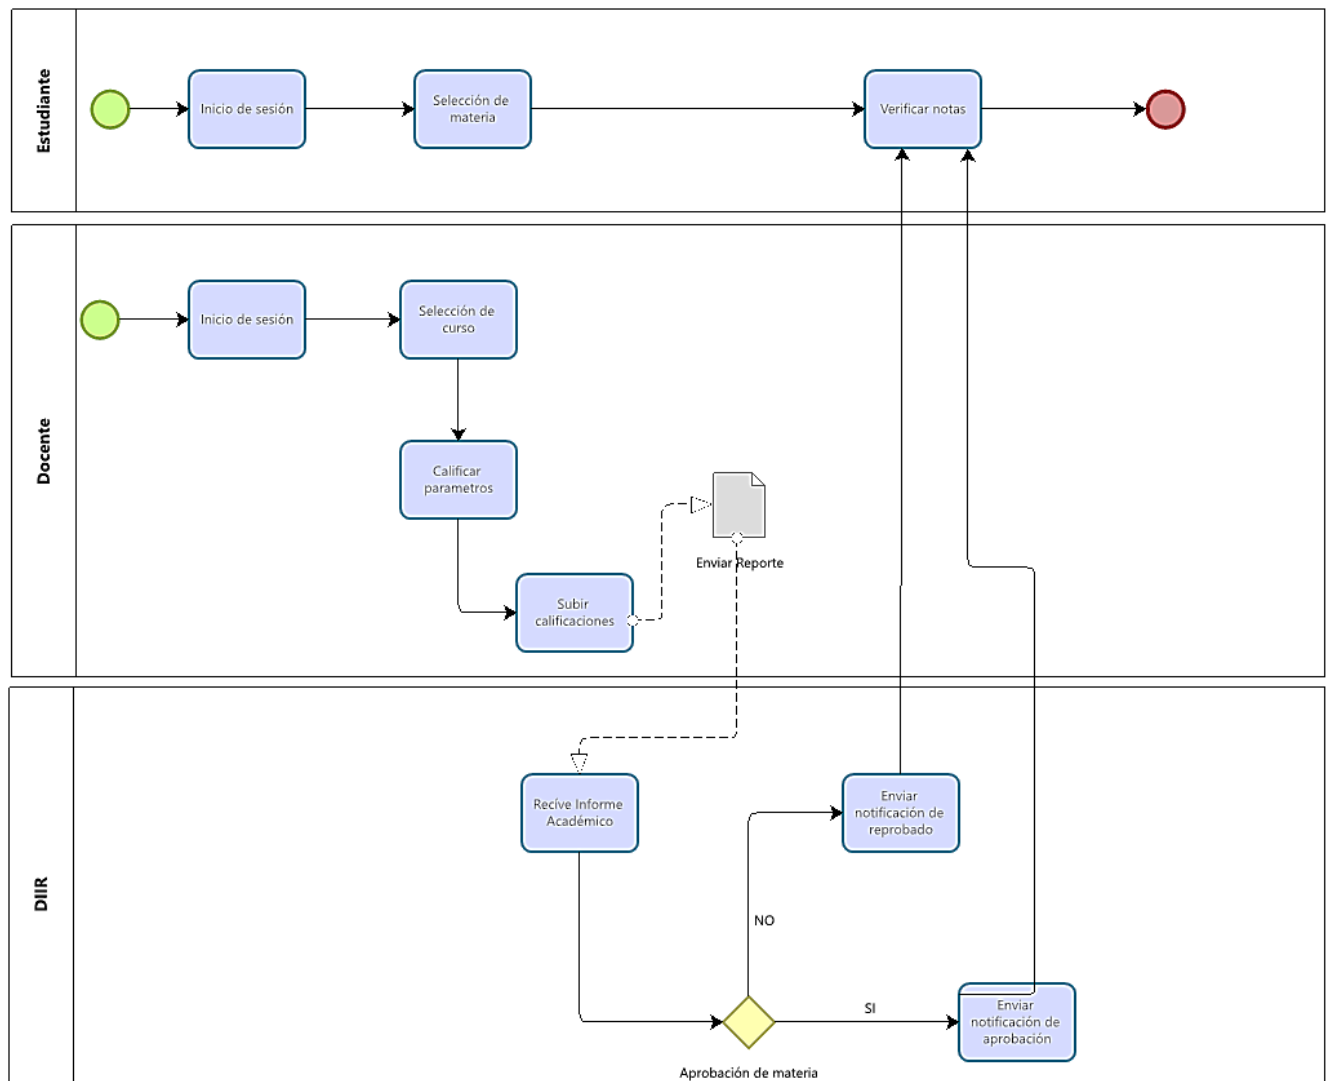 Estudiante
Inicio de sesión
Selección de
materia
Verificar notas
Docente
Inicio de sesión
Selección de
curso
Calificar
parametros
Enviar Reporte
Subir
calificaciones
DIIR
Recíve Informe
Académico
Enviar
notificación de
reprobado
NO
SI
Enviar
notificación de
aprobación
Aprobación de materia